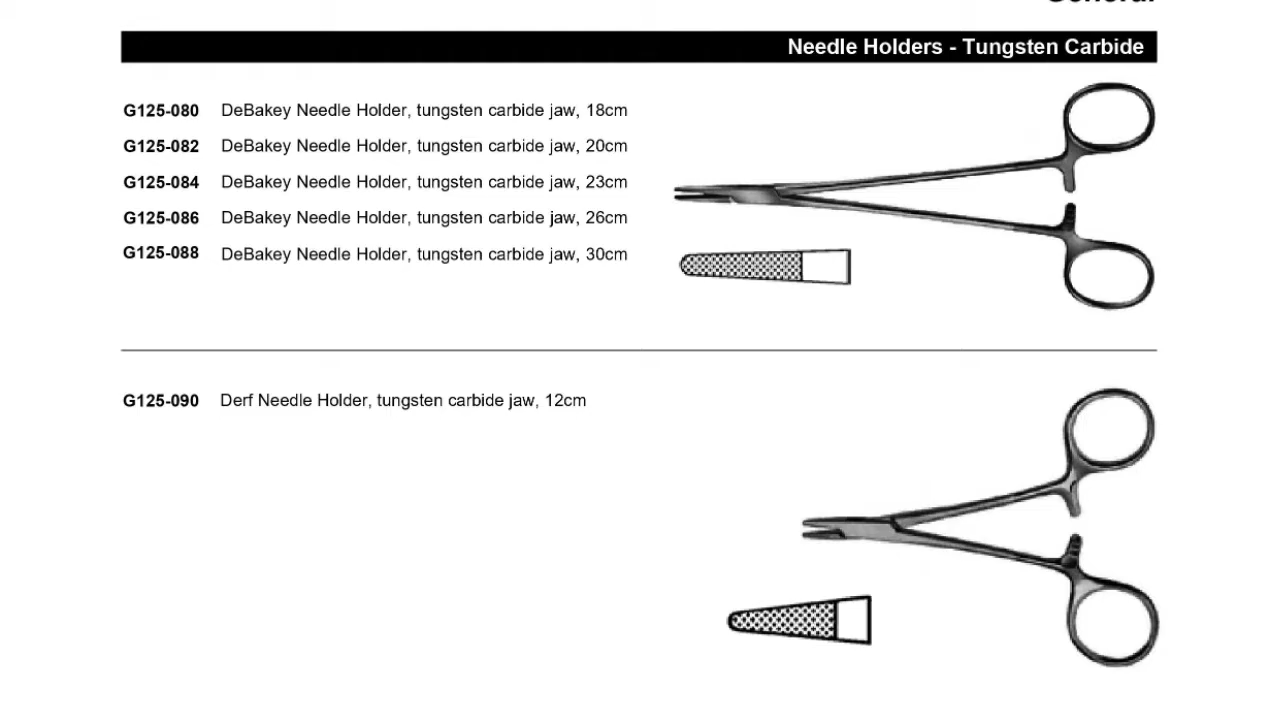 General
Needle Holders - Tungsten Carbide
G125-080 DeBakey Needle Holder, tungsten carbide jaw, 18cm
G125-082 DeBakey Needle Holder, tungsten carbide jaw, 20cm
G125-084 DeBakey Needle Holder, tungsten carbide jaw, 23cm
G125-086 DeBakey Needle Holder, tungsten carbide jaw, 26cm
G125-088 DeBakey Needle Holder, tungsten carbide jaw, 30cm
G125-090 Derf Needle Holder, tungsten carbide jaw, 12cm